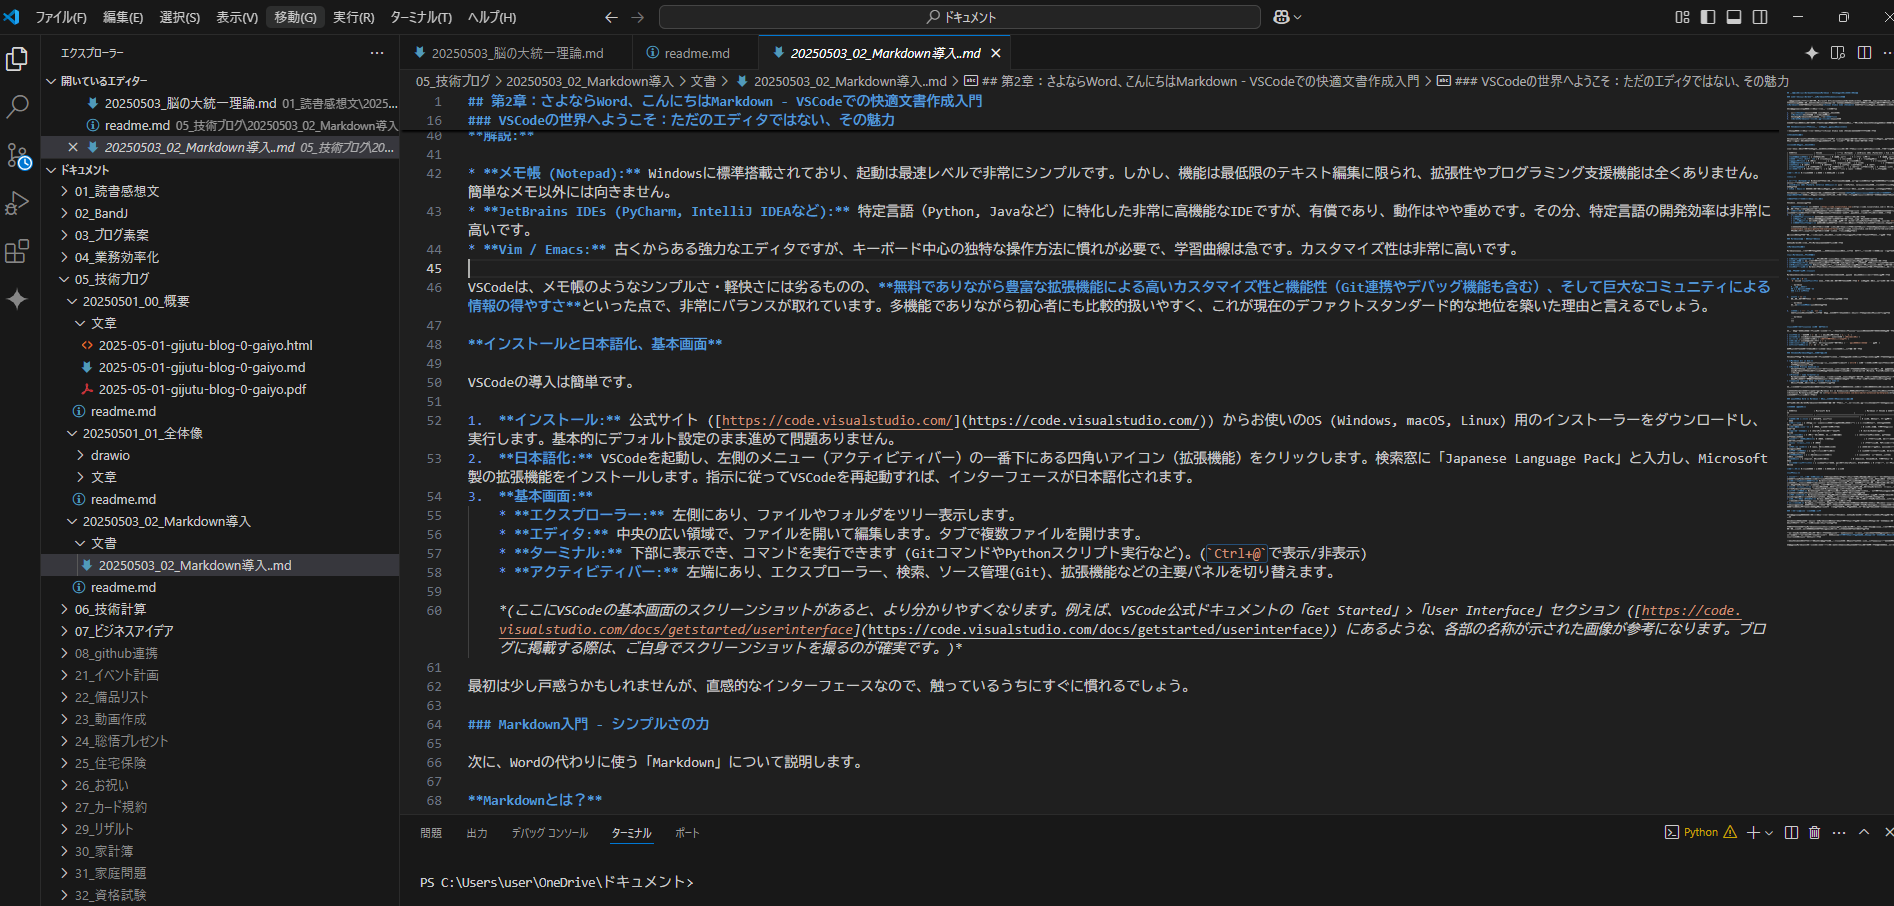 ファイル(F) 編集(E) 選択(S) 表示(V) 移動(G) 実行(R) ターミナル(T) ヘルプ(H) ドキュメント
エクスプローラー
開いているエディター
20250503_脳の大統一理論.md 01_読書感想文\2025...
readme.md 05_技術ブログ\20250503_02_Markdown導入
20250503_02_Markdown導入..md 05_技術ブログ\20...
ドキュメント
01_読書感想文
02_BandJ
03_ブログ素案
04_業務効率化
05_技術ブログ
20250501_00_概要
文章
2025-05-01-gijutu-blog-0-gaiyo.html
2025-05-01-gijutu-blog-0-gaiyo.md
2025-05-01-gijutu-blog-0-gaiyo.pdf
readme.md
20250501_01_全体像
drawio
文章
readme.md
20250503_02_Markdown導入
文書
20250503_02_Markdown導入..md
readme.md
06_技術計算
07_ビジネスアイデア
08_github連携
21_イベント計画
22_備品リスト
23_動画作成
24_聡悟プレゼント
25_住宅保険
26_お祝い
27_カード規約
29_リザルト
30_家計簿
31_家庭問題
32_資格試験
20250503_脳の大統一理論.md readme.md 20250503_02_Markdown導入..md
05_技術ブログ > 20250503_02_Markdown導入 > 文書 > 20250503_02_Markdown導入..md > ## 第2章：さよならWord、こんにちはMarkdown - VSCodeでの快適文書作成入門 > ### VSCodeの世界へようこそ：ただのエディタではない、その魅力
1 ## 第2章：さよならWord、こんにちはMarkdown - VSCodeでの快適文書作成入門
16 ### VSCodeの世界へようこそ：ただのエディタではない、その魅力
40 **解説:**
41
42 * **メモ帳 (Notepad):** Windowsに標準搭載されており、起動は最速レベルで非常にシンプルです。しかし、機能は最低限のテキスト編集に限られ、拡張性やプログラミング支援機能は全くありません。
簡単なメモ以外には向きません。
43 * **JetBrains IDEs (PyCharm, IntelliJ IDEAなど):** 特定言語（Python, Javaなど）に特化した非常に高機能なIDEですが、有償であり、動作はやや重めです。その分、特定言語の開発効率は非常に
高いです。
44 * **Vim / Emacs:** 古くからある強力なエディタですが、キーボード中心の独特な操作方法に慣れが必要で、学習曲線は急です。カスタマイズ性は非常に高いです。
45
46 VSCodeは、メモ帳のようなシンプルさ・軽快さには劣るものの、**無料でありながら豊富な拡張機能による高いカスタマイズ性と機能性（Git連携やデバッグ機能も含む）、そして巨大なコミュニティによる
情報の得やすさ**といった点で、非常にバランスが取れています。多機能でありながら初心者にも比較的扱いやすく、これが現在のデファクトスタンダード的な地位を築いた理由と言えるでしょう。
47
48 **インストールと日本語化、基本画面**
49
50 VSCodeの導入は簡単です。
51
52 1. **インストール:** 公式サイト ([https://code.visualstudio.com/](https://code.visualstudio.com/)) からお使いのOS (Windows, macOS, Linux) 用のインストーラーをダウンロードし、
実行します。基本的にデフォルト設定のまま進めて問題ありません。
53 2. **日本語化:** VSCodeを起動し、左側のメニュー（アクティビティバー）の一番下にある四角いアイコン（拡張機能）をクリックします。検索窓に「Japanese Language Pack」と入力し、Microsoft
製の拡張機能をインストールします。指示に従ってVSCodeを再起動すれば、インターフェースが日本語化されます。
54 3. **基本画面:**
55 * **エクスプローラー:** 左側にあり、ファイルやフォルダをツリー表示します。
56 * **エディタ:** 中央の広い領域で、ファイルを開いて編集します。タブで複数ファイルを開けます。
57 * **ターミナル:** 下部に表示でき、コマンドを実行できます (GitコマンドやPythonスクリプト実行など)。(`Ctrl+@`で表示/非表示)
58 * **アクティビティバー:** 左端にあり、エクスプローラー、検索、ソース管理(Git)、拡張機能などの主要パネルを切り替えます。
59
60 *(ここにVSCodeの基本画面のスクリーンショットがあると、より分かりやすくなります。例えば、VSCode公式ドキュメントの「Get Started」>「User Interface」セクション ([https://code.
visualstudio.com/docs/getstarted/userinterface](https://code.visualstudio.com/docs/getstarted/userinterface)) にあるような、各部の名称が示された画像が参考になります。ブロ
グに掲載する際は、ご自身でスクリーンショットを撮るのが確実です。)*
61
62 最初は少し戸惑うかもしれませんが、直感的なインターフェースなので、触っているうちにすぐに慣れるでしょう。
63
64 ### Markdown入門 - シンプルさの力
65
66 次に、Wordの代わりに使う「Markdown」について説明します。
67
68 **Markdownとは？**
問題 出力 デバッグ コンソール ターミナル ポート Python
PS C:\Users\user\OneDrive\ドキュメント>